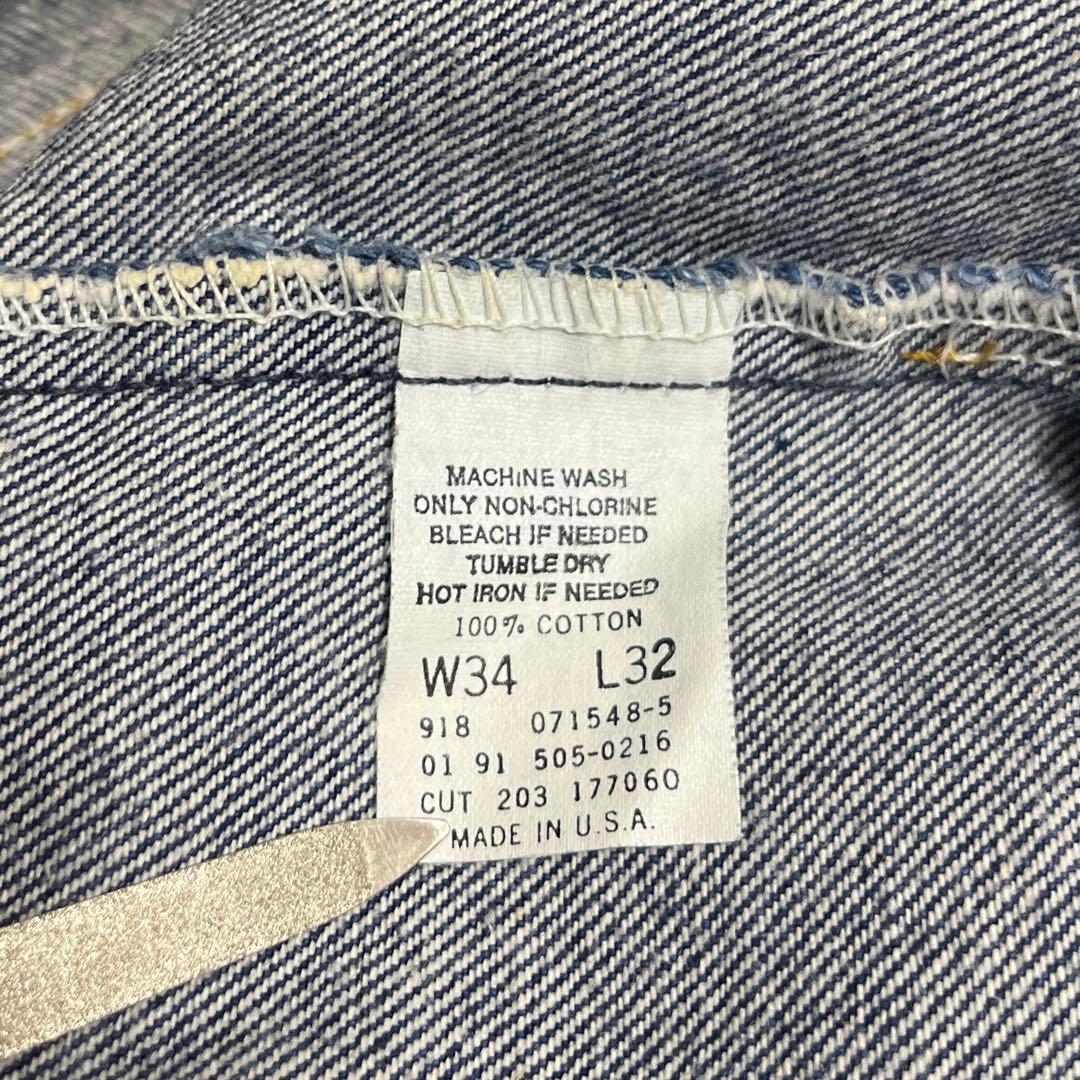 MACHINE WASH
ONLY NON-CHLORINE
BLEACH IF NEEDED
TUMBLE DRY
HOT IRON IF NEEDED
100% COTTON
W34 L32
918 071548-5
01 91 505-0216
CUT 203 177060
MADE IN U.S.A.